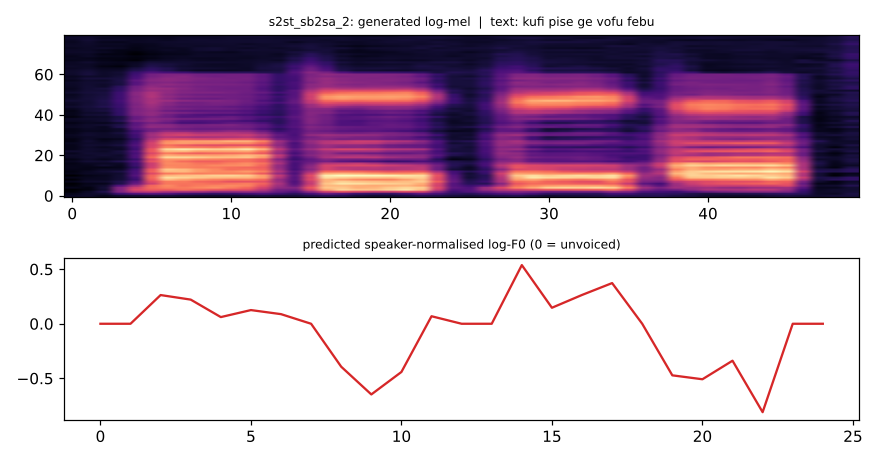 s2st_sb2sa_2: generated log-mel | text: kufi pise ge vofu febu
60
40
20
0
0 10 20 30 40
predicted speaker-normalised log-F0 (0 = unvoiced)
0.5
0.0
−0.5
0 5 10 15 20 25